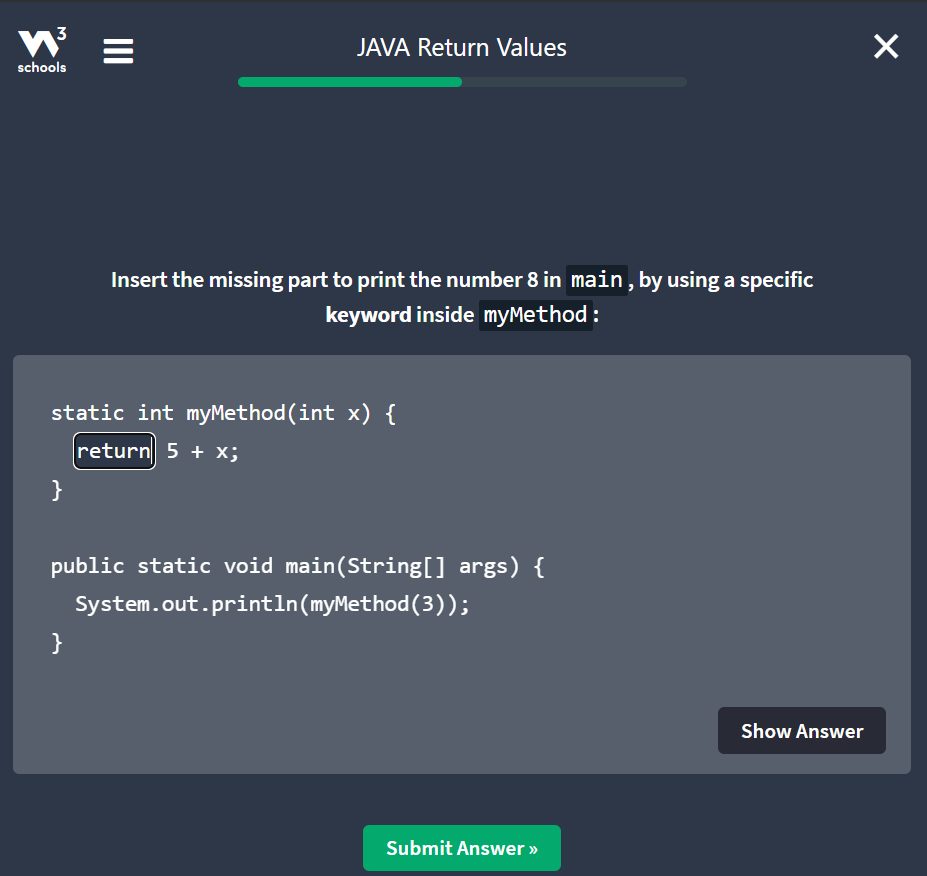 3
schools
JAVA Return Values
Insert the missing part to print the number 8 in main, by using a specific
keyword inside myMethod:
static int myMethod(int x) {
  return 5 + x;
}
public static void main(String[] args) {
  System.out.println(myMethod(3));
}
Show Answer
Submit Answer »